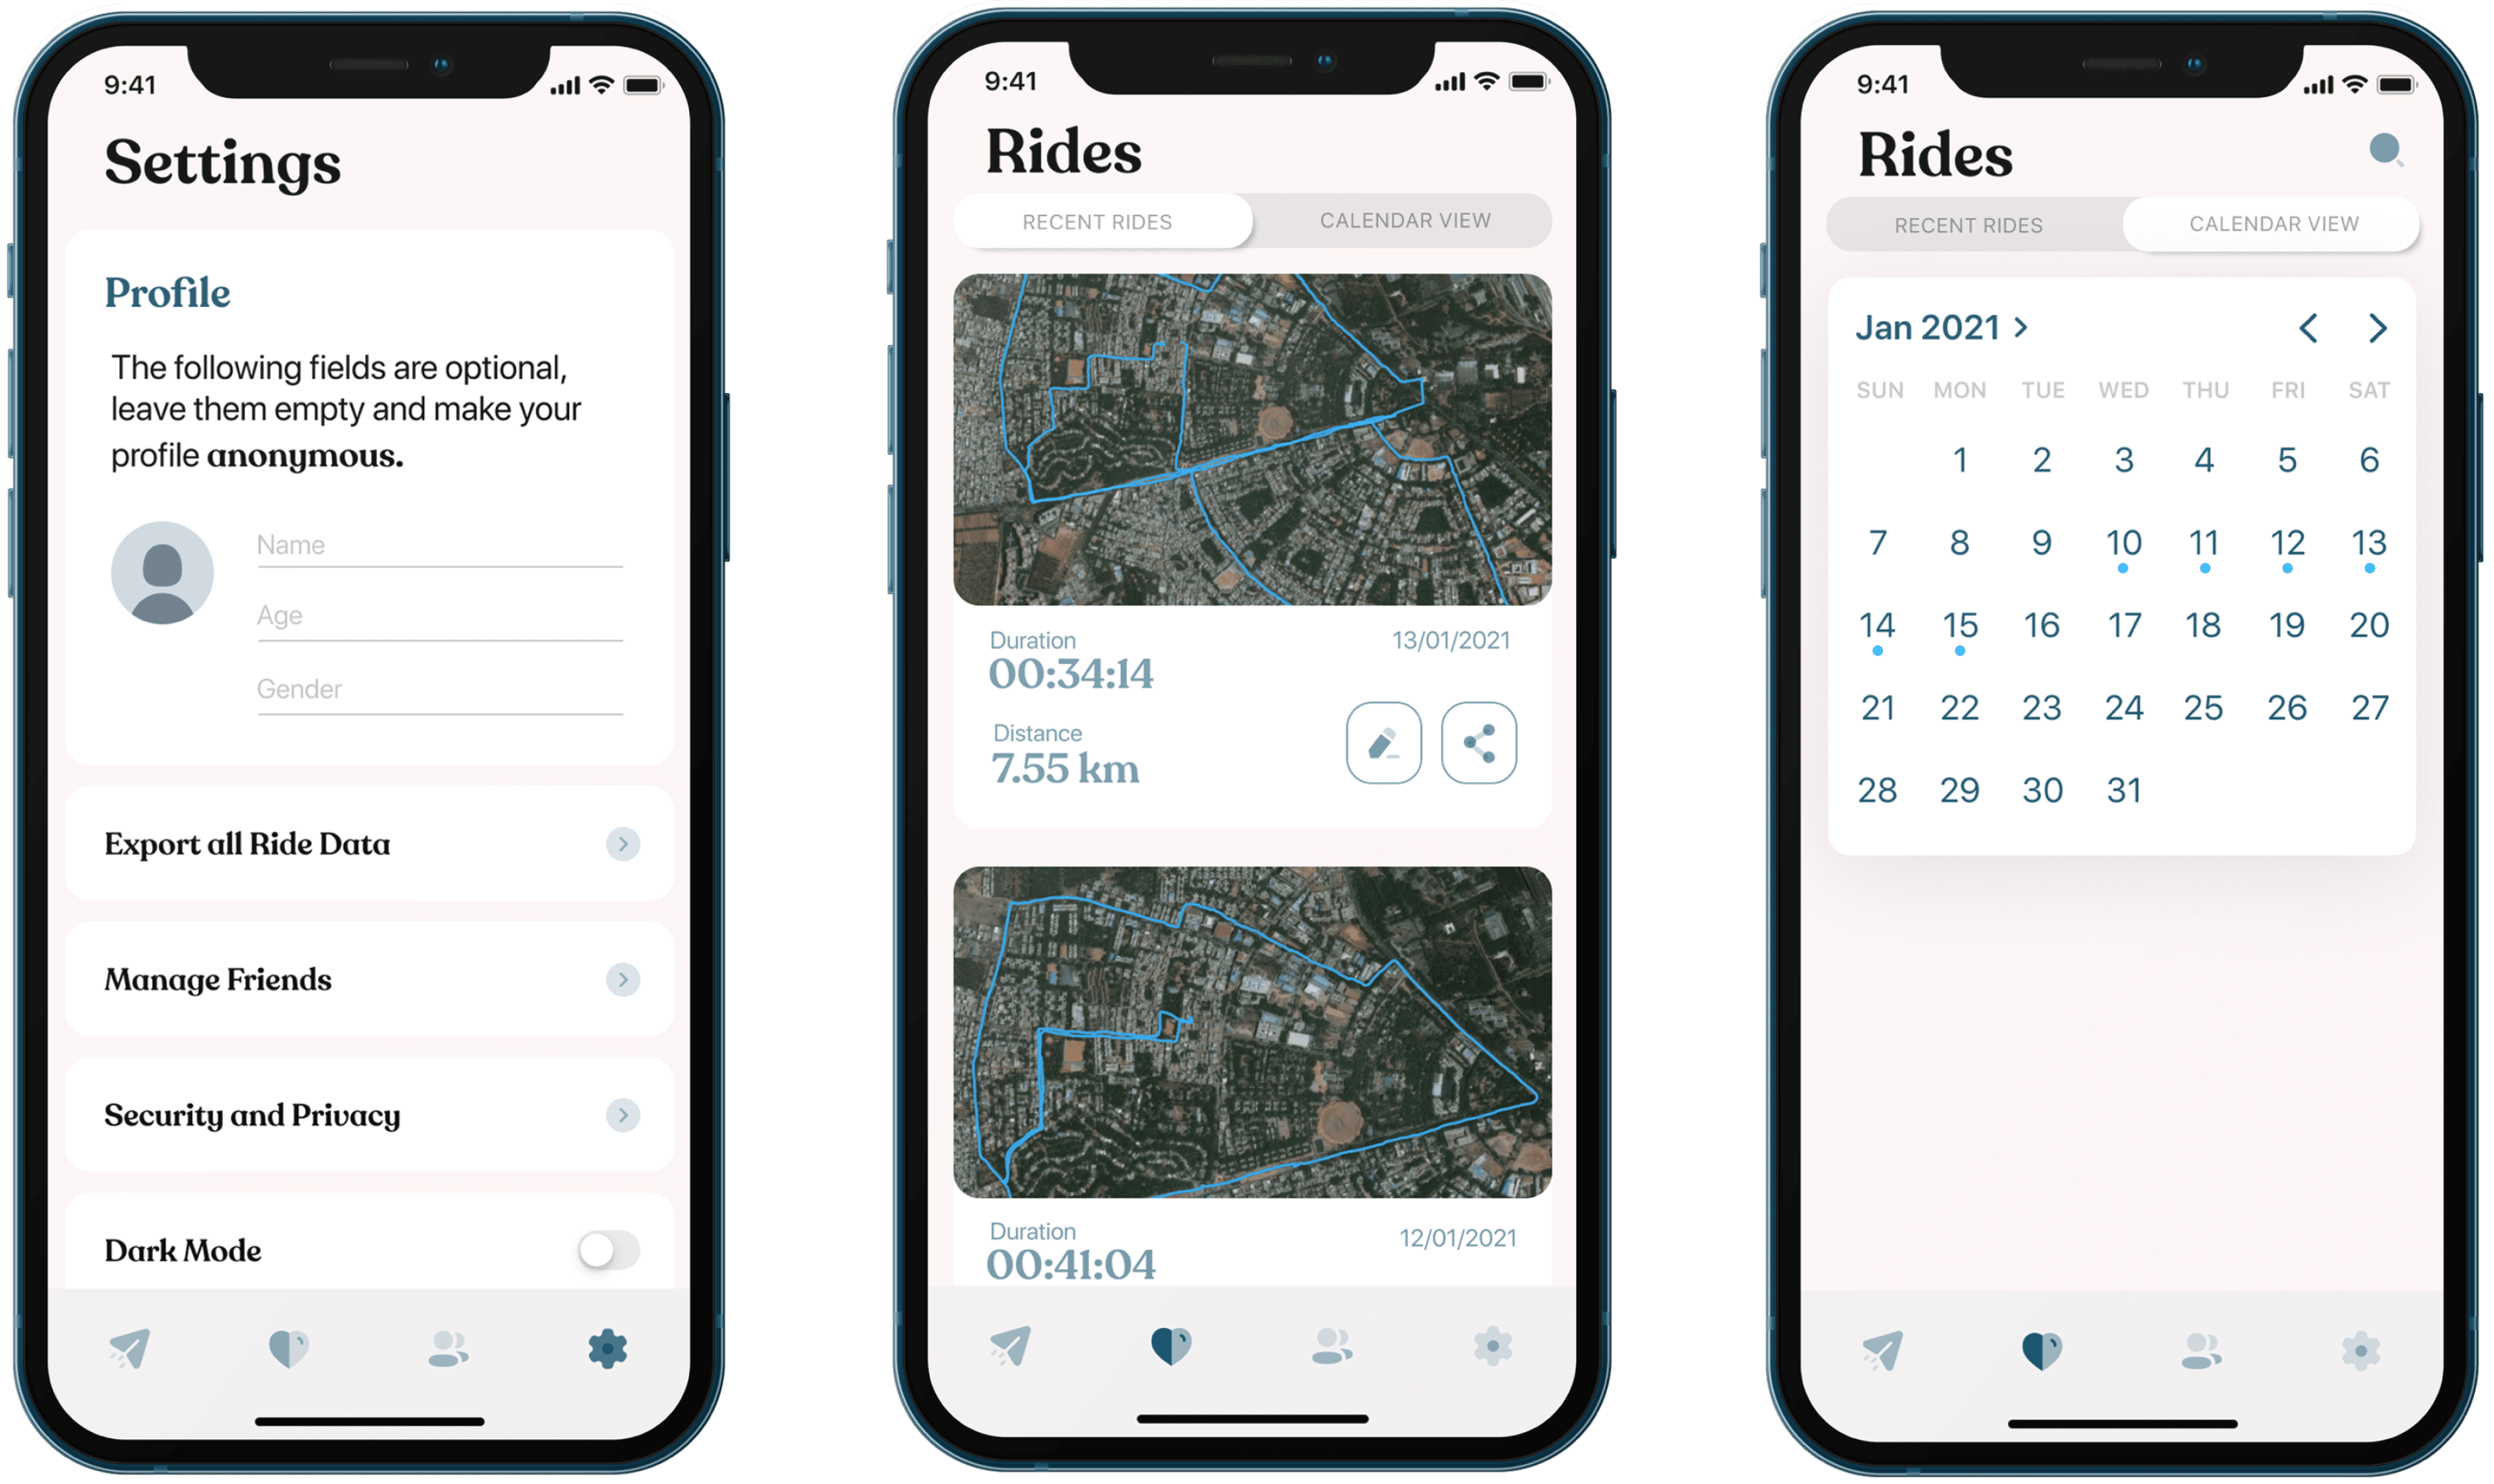 9:41
Settings
Profile
The following fields are optional,
leave them empty and make your
profile anonymous.
Name
Age
Gender
Export all Ride Data
Manage Friends
Security and Privacy
Dark Mode
9:41
Rides
RECENT RIDES CALENDAR VIEW
Duration 13/01/2021
00:34:14
Distance
7.55 km
Duration 12/01/2021
00:41:04
9:41
Rides
RECENT RIDES CALENDAR VIEW
Jan 2021
SUN MON TUE WED THU FRI SAT
1 2 3 4 5 6
7 8 9 10 11 12 13
14 15 16 17 18 19 20
21 22 23 24 25 26 27
28 29 30 31